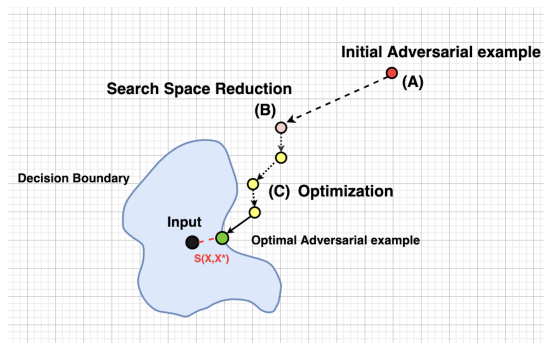 Initial Adversarial example
(A)
Search Space Reduction
(B)
Decision Boundary
(C) Optimization
Input
Optimal Adversarial example
S(X,X*)